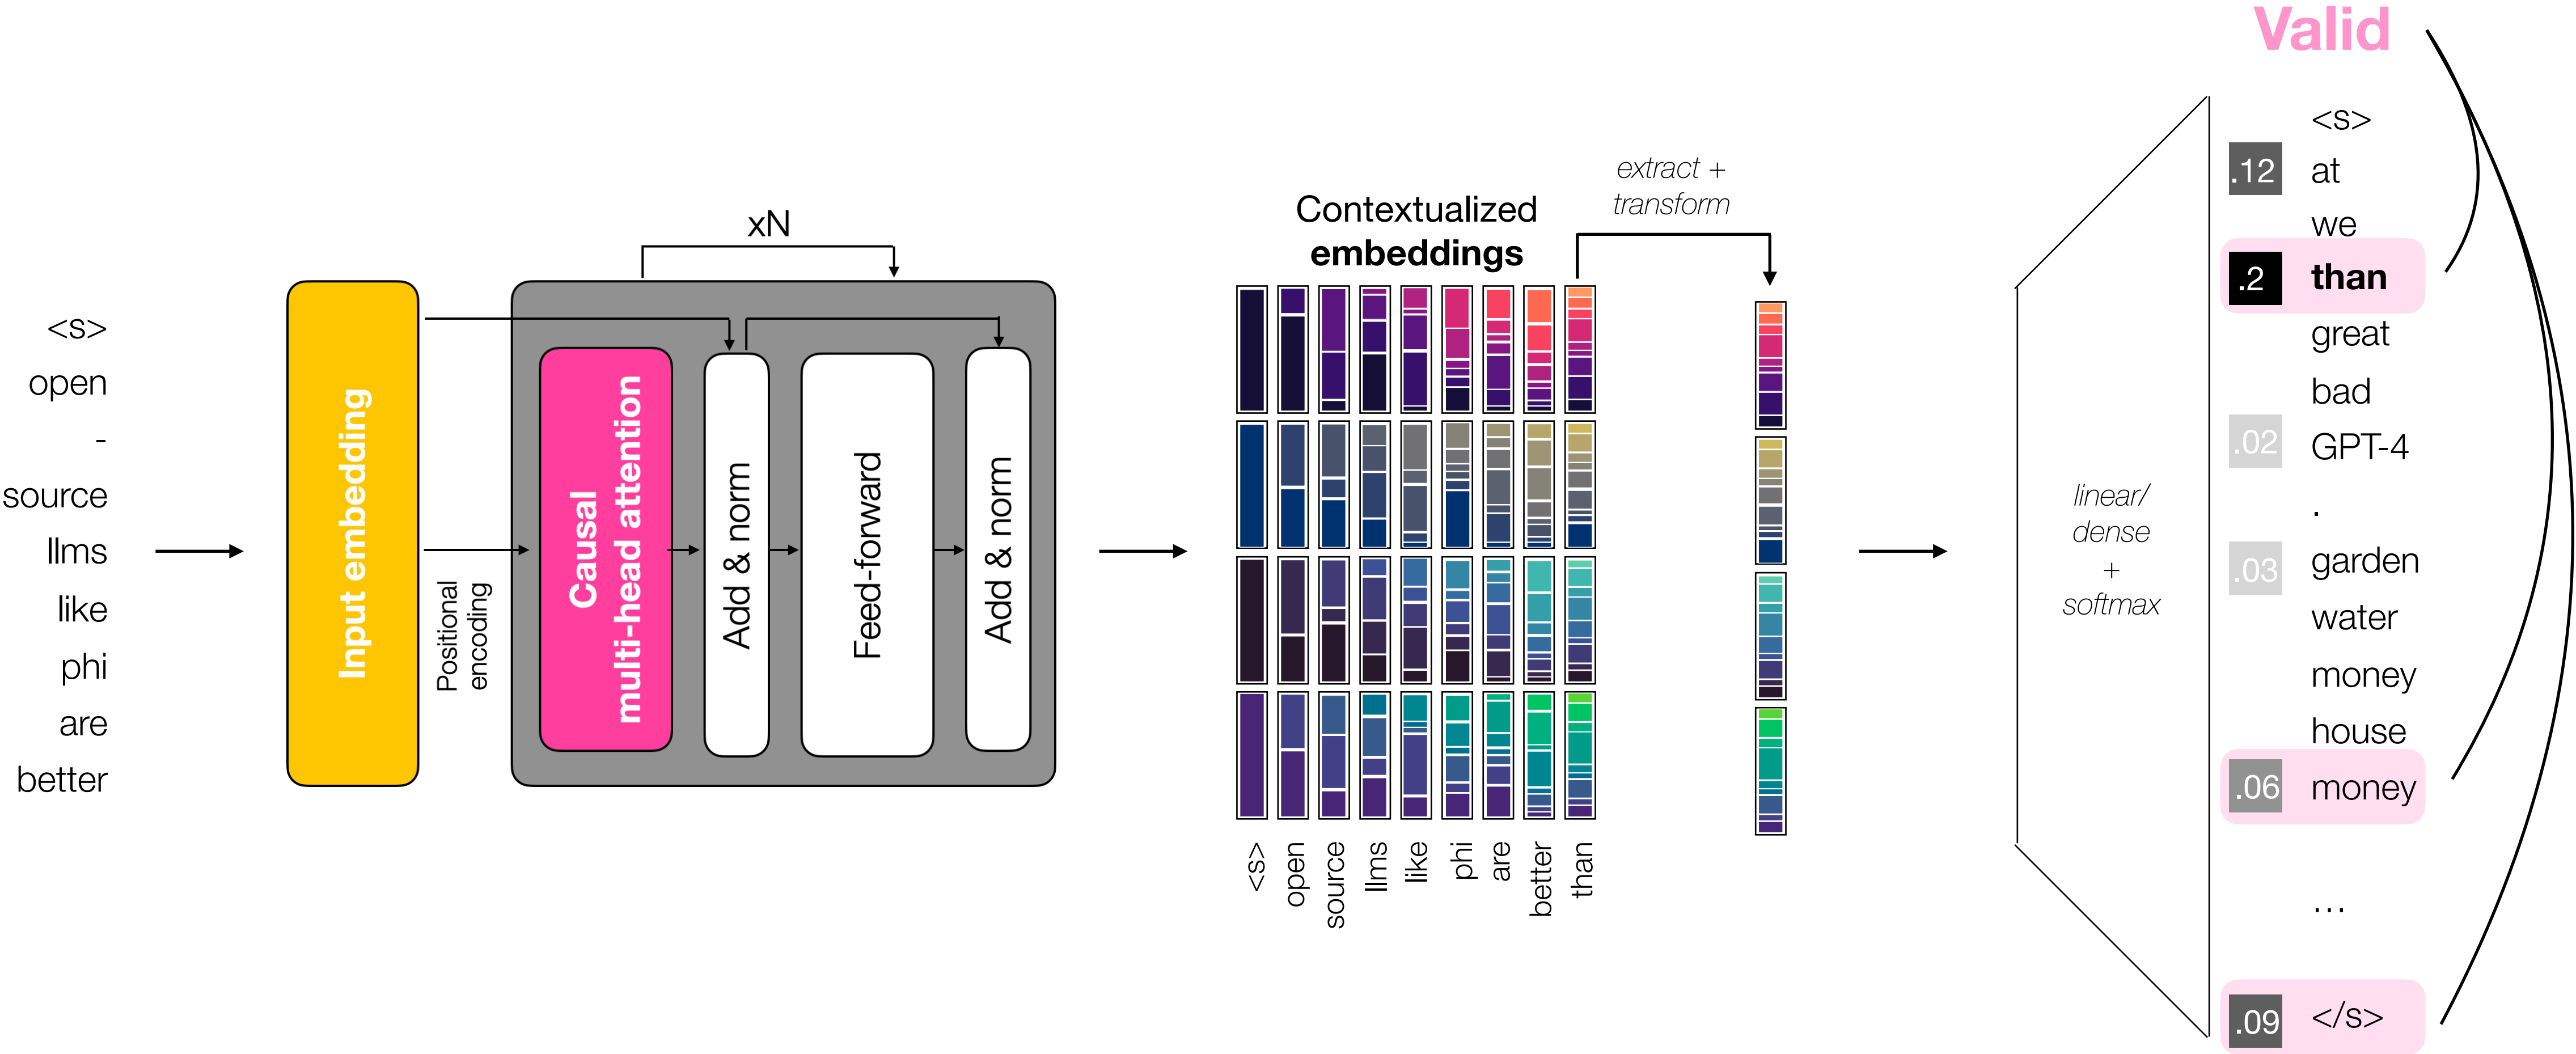 <s>
open
-
source
llms
like
phi
are
better
Input embedding
Positional
encoding
xN
Causal
multi-head attention
Add & norm
Feed-forward
Add & norm
Contextualized
embeddings
<s>
open
source
llms
like
phi
are
better
than
extract +
transform
linear/
dense
+
softmax
Valid
<s>
.12 at
we
.2 than
great
bad
.02 GPT-4
.
.03 garden
water
money
house
.06 money
...
.09 </s>